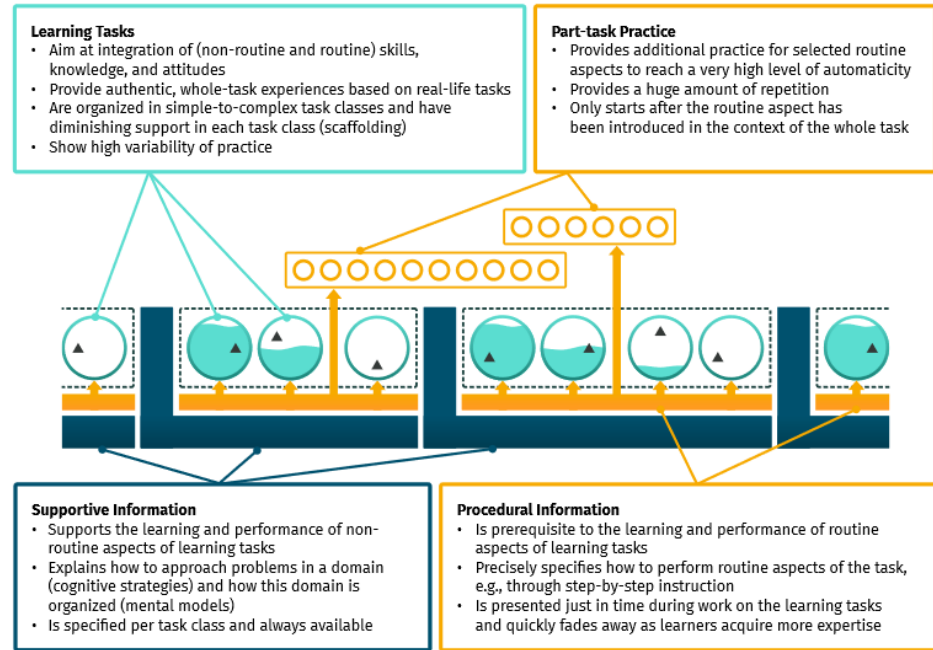 Learning Tasks
• Aim at integration of (non-routine and routine) skills,
knowledge, and attitudes
• Provide authentic, whole-task experiences based on real-life tasks
• Are organized in simple-to-complex task classes and have
diminishing support in each task class (scaffolding)
• Show high variability of practice
Part-task Practice
• Provides additional practice for selected routine
aspects to reach a very high level of automaticity
• Provides a huge amount of repetition
• Only starts after the routine aspect has
been introduced in the context of the whole task
Supportive Information
• Supports the learning and performance of non-
routine aspects of learning tasks
• Explains how to approach problems in a domain
(cognitive strategies) and how this domain is
organized (mental models)
• Is specified per task class and always available
Procedural Information
• Is prerequisite to the learning and performance of routine
aspects of learning tasks
• Precisely specifies how to perform routine aspects of the task,
e.g., through step-by-step instruction
• Is presented just in time during work on the learning tasks
and quickly fades away as learners acquire more expertise